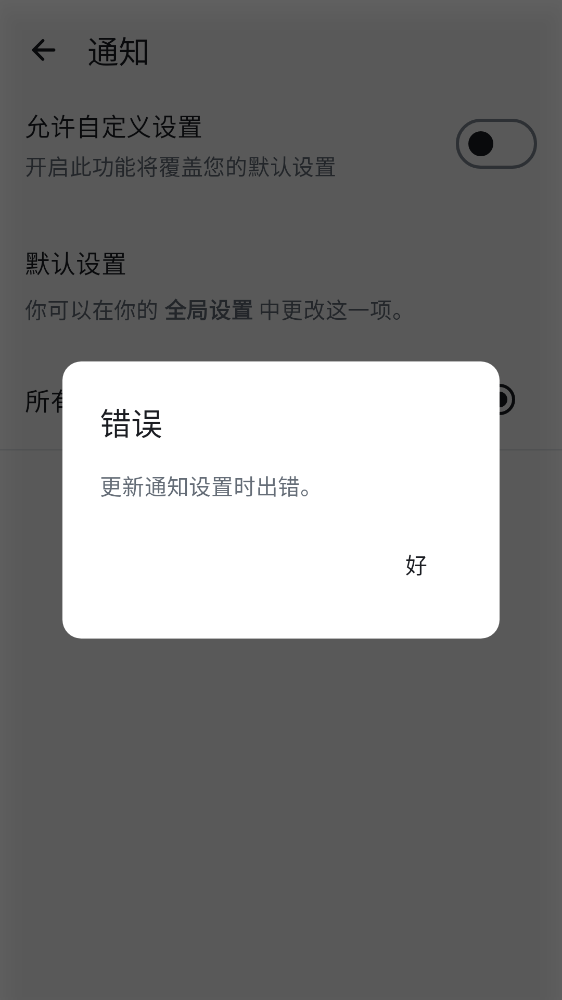 通知
允许自定义设置
开启此功能将覆盖您的默认设置
默认设置
你可以在你的 全局设置 中更改这一项。
所有
错误
更新通知设置时出错。
好